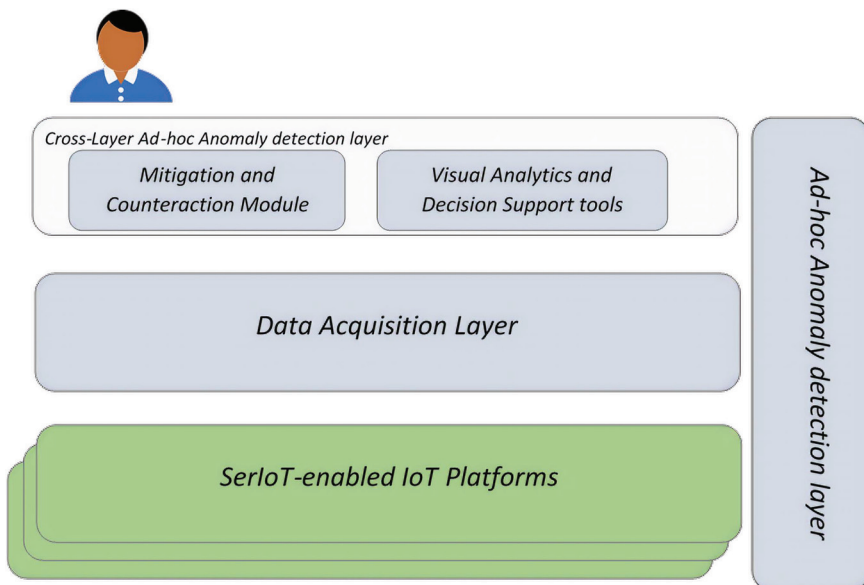 Cross-Layer Ad-hoc Anomaly detection layer
Mitigation and
Counteraction Module
Visual Analytics and
Decision Support tools
Data Acquisition Layer
SerIoT-enabled IoT Platforms
Ad-hoc Anomaly detection layer